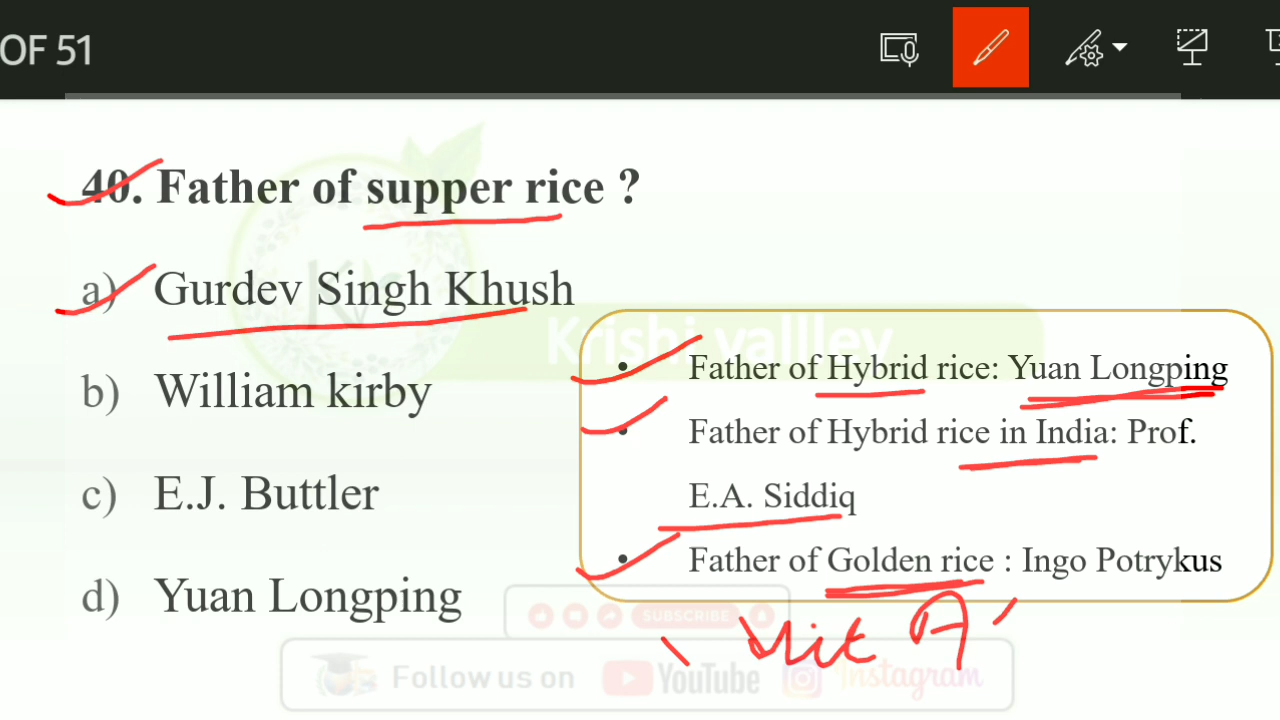 OF 51
40. Father of supper rice ?
a) Gurdev Singh Khush
b) William kirby
c) E.J. Buttler
d) Yuan Longping
Krishi vallley
• Father of Hybrid rice: Yuan Longping
• Father of Hybrid rice in India: Prof.
E.A. Siddiq
• Father of Golden rice : Ingo Potrykus
Vit A
SUBSCRIBE
Follow us on YouTube Instagram